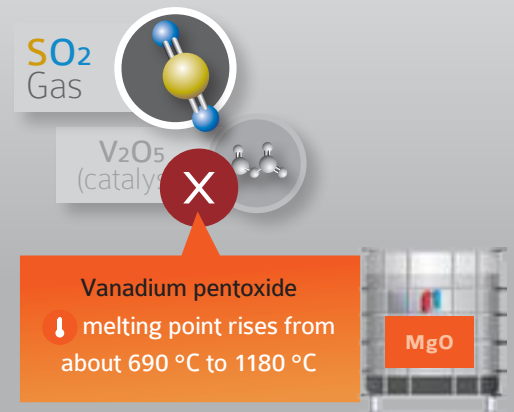 SO2
Gas
V2O5
X
Vanadium pentoxide
melting point rises from
about 690 °C to 1180 °C
MgO